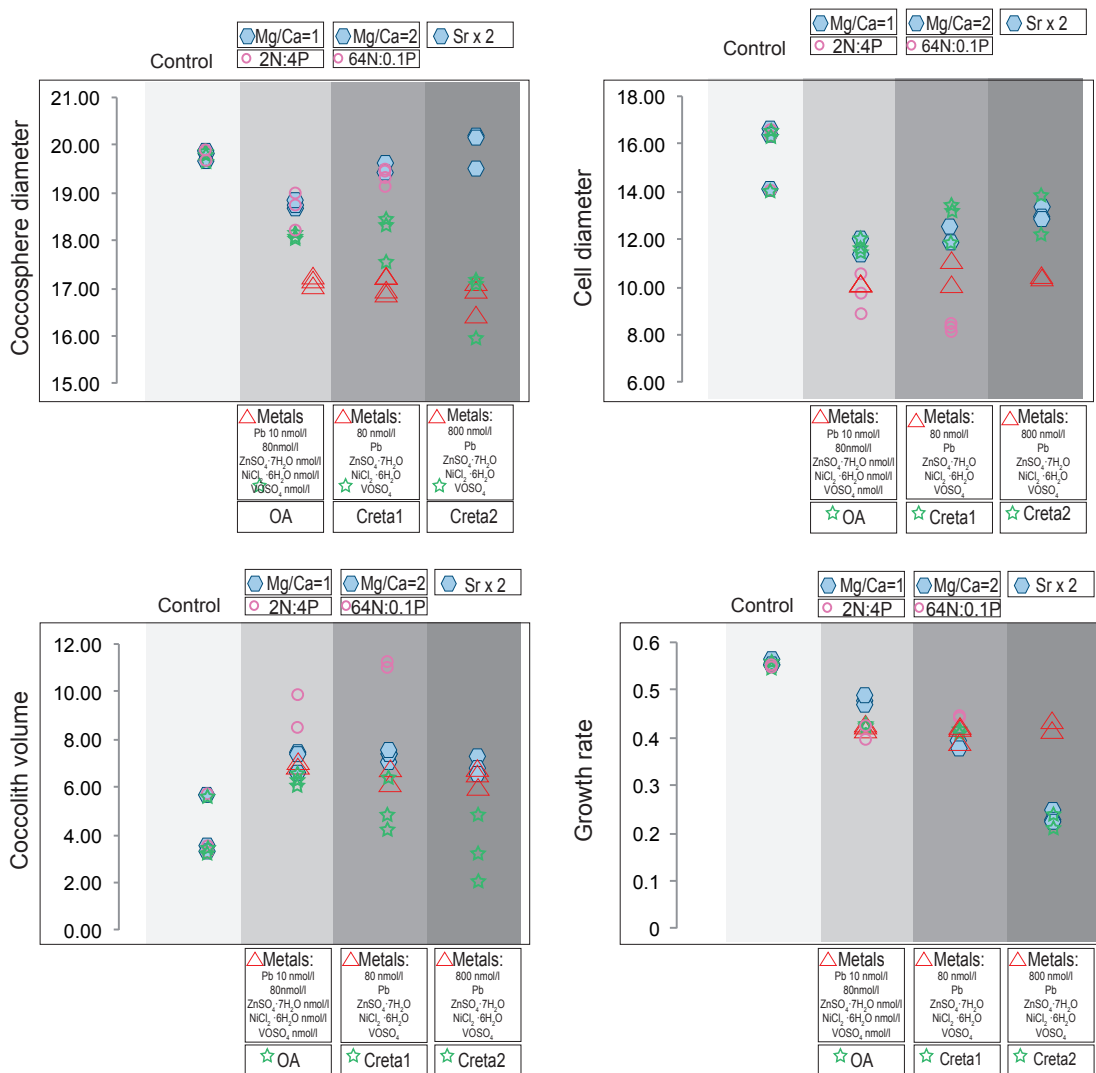 Mg/Ca=1 Mg/Ca=2 Sr x 2
Control 2N:4P 64N:0.1P
Coccosphere diameter
21.00
20.00
19.00
18.00
17.00
16.00
15.00
Metals Metals: Metals:
Pb 10 nmol/l 80 nmol/l 800 nmol/l
80nmol/l Pb Pb
ZnSO4·7H2O nmol/l ZnSO4·7H2O ZnSO4·7H2O
NiCl2·6H2O nmol/l NiCl2·6H2O NiCl2·6H2O
VOSO4 nmol/l VOSO4 VOSO4
OA Creta1 Creta2
Mg/Ca=1 Mg/Ca=2 Sr x 2
Control 2N:4P 64N:0.1P
Cell diameter
18.00
16.00
14.00
12.00
10.00
8.00
6.00
Metals Metals: Metals:
Pb 10 nmol/l 80 nmol/l 800 nmol/l
80nmol/l Pb Pb
ZnSO4·7H2O nmol/l ZnSO4·7H2O ZnSO4·7H2O
NiCl2·6H2O nmol/l NiCl2·6H2O NiCl2·6H2O
VOSO4 nmol/l VOSO4 VOSO4
OA Creta1 Creta2
Mg/Ca=1 Mg/Ca=2 Sr x 2
Control 2N:4P 64N:0.1P
Coccolith volume
12.00
10.00
8.00
6.00
4.00
2.00
0.00
Metals: Metals: Metals:
Pb 10 nmol/l 80 nmol/l 800 nmol/l
80nmol/l Pb Pb
ZnSO4·7H2O nmol/l ZnSO4·7H2O ZnSO4·7H2O
NiCl2·6H2O nmol/l NiCl2·6H2O NiCl2·6H2O
VOSO4 nmol/l VOSO4 VOSO4
OA Creta1 Creta2
Mg/Ca=1 Mg/Ca=2 Sr x 2
Control 2N:4P 64N:0.1P
Growth rate
0.6
0.5
0.4
0.3
0.2
0.1
0
Metals Metals: Metals:
Pb 10 nmol/l 80 nmol/l 800 nmol/l
80nmol/l Pb Pb
ZnSO4·7H2O nmol/l ZnSO4·7H2O ZnSO4·7H2O
NiCl2·6H2O nmol/l NiCl2·6H2O NiCl2·6H2O
VOSO4 nmol/l VOSO4 VOSO4
OA Creta1 Creta2